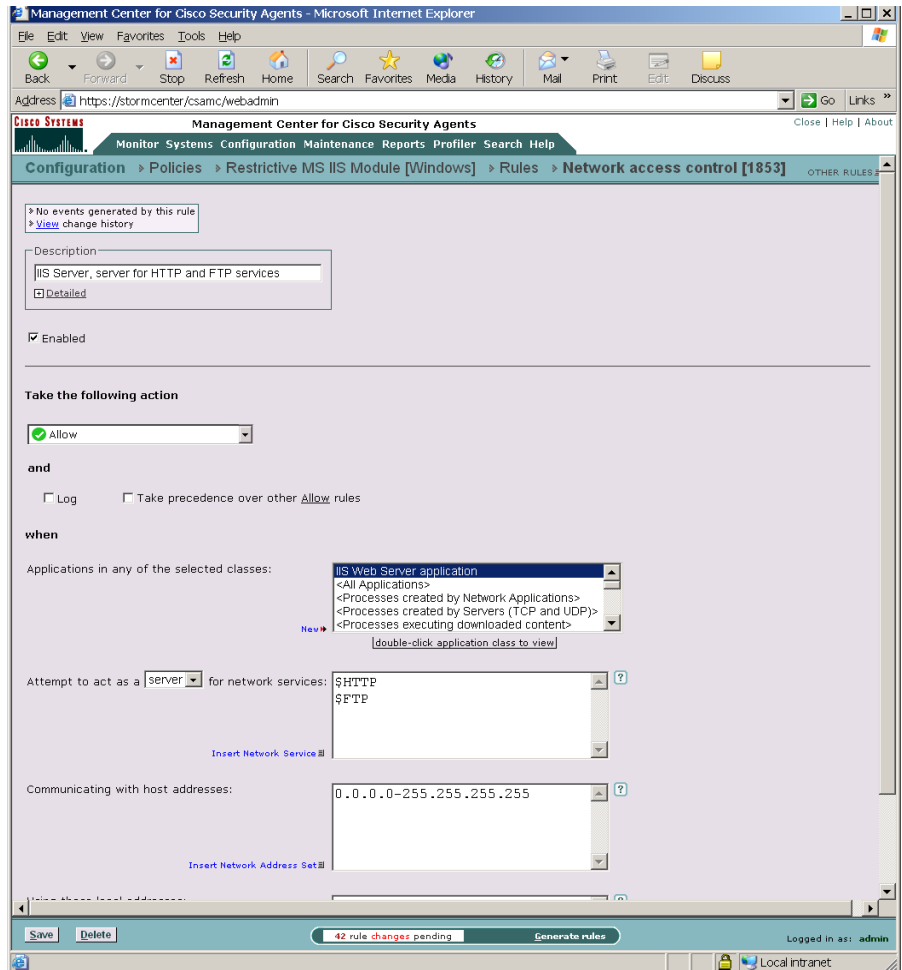 Management Center for Cisco Security Agents - Microsoft Internet Explorer
File Edit View Favorites Tools Help
Back Forward Stop Refresh Home Search Favorites Media History Mail Print Edit Discuss
Address https://stormcenter/csamc/webadmin Go Links »
CISCO SYSTEMS Management Center for Cisco Security Agents Close | Help | About
Monitor Systems Configuration Maintenance Reports Profiler Search Help
Configuration Policies Restrictive MS IIS Module [Windows] Rules Network access control [1853] OTHER RULES
No events generated by this rule
View change history
Description
IIS Server, server for HTTP and FTP services
Detailed
Enabled
Take the following action
Allow
and
Log Take precedence over other Allow rules
when
Applications in any of the selected classes:
IIS Web Server application
<All Applications>
<Processes created by Network Applications>
<Processes created by Servers (TCP and UDP)>
<Processes executing downloaded content>
New
double-click application class to view
Attempt to act as a server for network services: $HTTP
$FTP
Insert Network Service
Communicating with host addresses: 0.0.0.0-255.255.255.255
Insert Network Address Set
Using these local addresses:
Save Delete 42 rule changes pending Generate rules Logged in as: admin
Local intranet